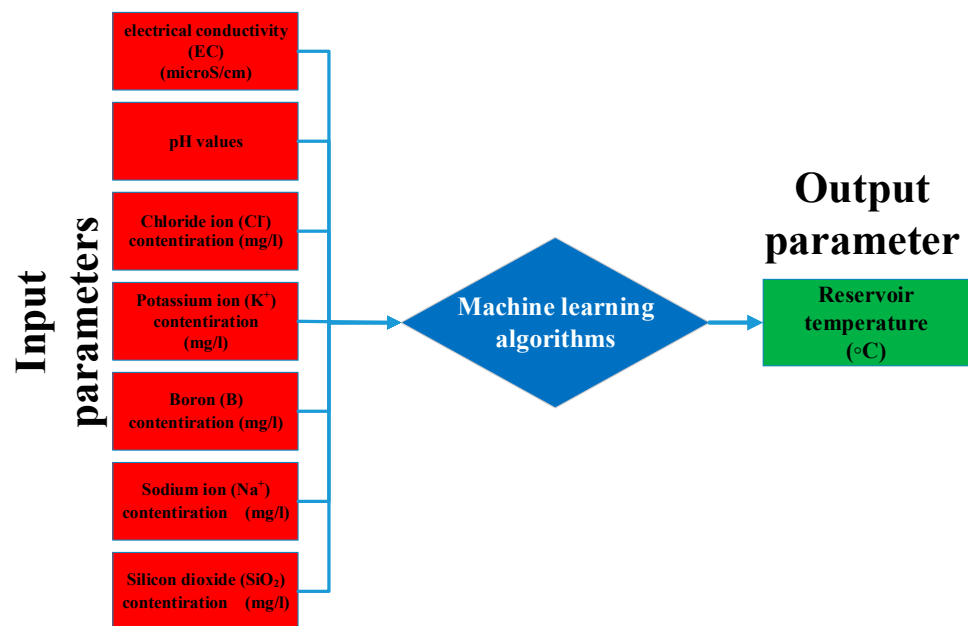 Input
parameters
electrical conductivity
(EC)
(microS/cm)
pH values
Chloride ion (Cl⁻)
contentiration (mg/l)
Potassium ion (K⁺)
contentiration
(mg/l)
Boron (B)
contentiration (mg/l)
Sodium ion (Na⁺)
contentiration (mg/l)
Silicon dioxide (SiO₂)
contentiration (mg/l)
Machine learning
algorithms
Output
parameter
Reservoir
temperature
(◦C)